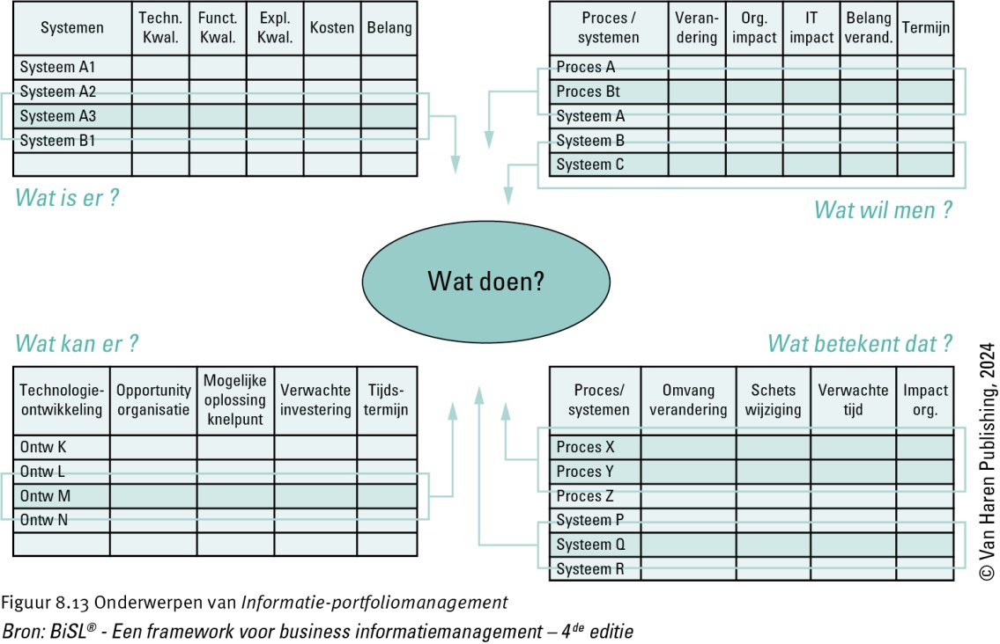 Systemen Techn. Kwal. Funct. Kwal. Expl. Kwal. Kosten Belang
Systeem A1
Systeem A2
Systeem A3
Systeem B1
Wat is er ?
Proces / systemen Veran- dering Org. impact IT impact Belang verand. Termijn
Proces A
Proces Bt
Systeem A
Systeem B
Systeem C
Wat wil men ?
Wat doen?
Wat kan er ?
Technologie- ontwikkeling Opportunity organisatie Mogelijke oplossing knelpunt Verwachte investering Tijds- termijn
Ontw K
Ontw L
Ontw M
Ontw N
Wat betekent dat ?
Proces/ systemen Omvang verandering Schets wijziging Verwachte tijd Impact org.
Proces X
Proces Y
Proces Z
Systeem P
Systeem Q
Systeem R
© Van Haren Publishing, 2024
Figuur 8.13 Onderwerpen van Informatie-portfoliomanagement
Bron: BiSL® - Een framework voor business informatiemanagement – 4de editie